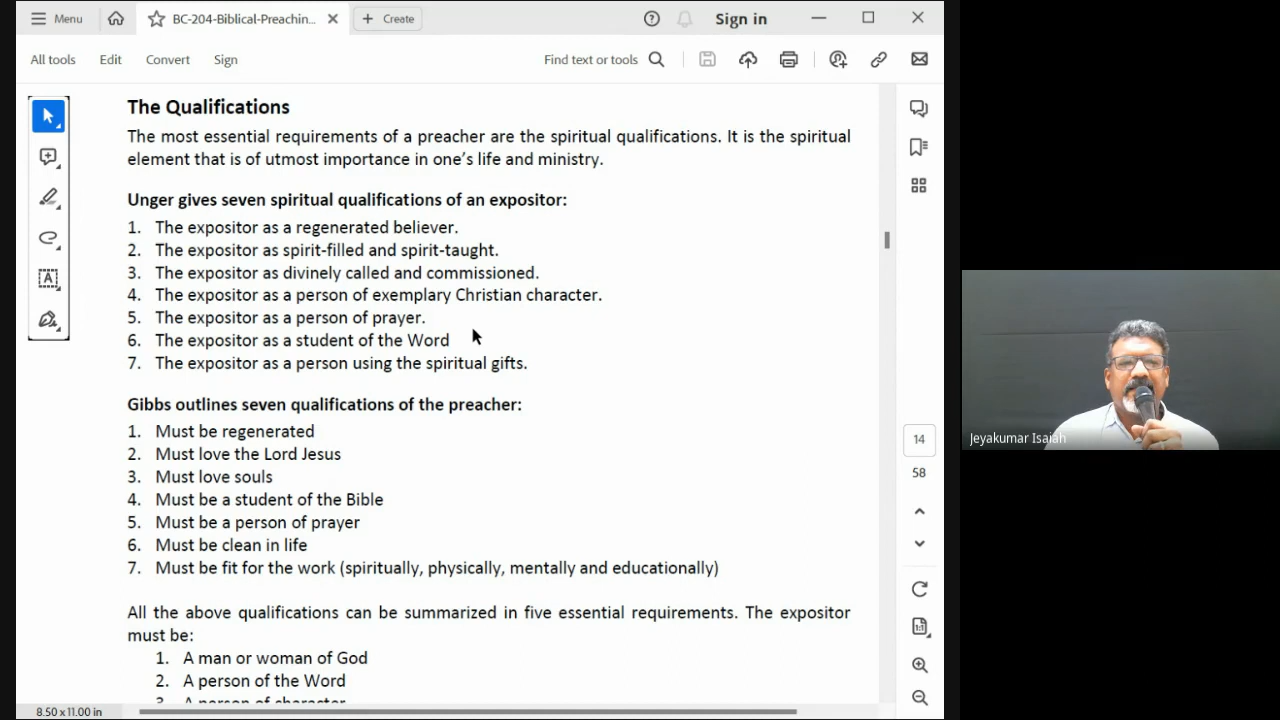 Menu
BC-204-Biblical-Preachin...
Create
Sign in
All tools
Edit
Convert
Sign
Find text or tools
The Qualifications
The most essential requirements of a preacher are the spiritual qualifications. It is the spiritual
element that is of utmost importance in one's life and ministry.
Unger gives seven spiritual qualifications of an expositor:
1. The expositor as a regenerated believer.
2. The expositor as spirit-filled and spirit-taught.
3. The expositor as divinely called and commissioned.
4. The expositor as a person of exemplary Christian character.
5. The expositor as a person of prayer.
6. The expositor as a student of the Word
7. The expositor as a person using the spiritual gifts.
Gibbs outlines seven qualifications of the preacher:
1. Must be regenerated
2. Must love the Lord Jesus
3. Must love souls
4. Must be a student of the Bible
5. Must be a person of prayer
6. Must be clean in life
7. Must be fit for the work (spiritually, physically, mentally and educationally)
All the above qualifications can be summarized in five essential requirements. The expositor
must be:
1. A man or woman of God
2. A person of the Word
3. A person of character
14
58
8.50 x 11.00 in
Jeyakumar Isaiah